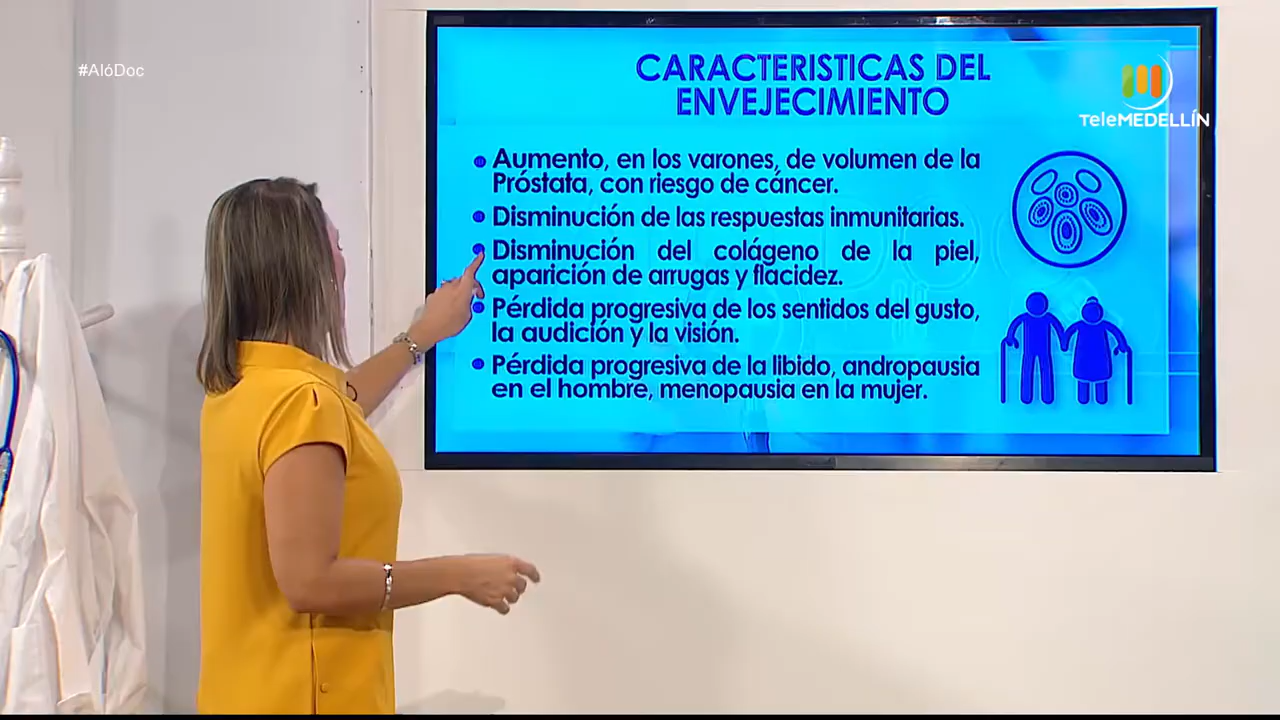 #AlóDoc
CARACTERISTICAS DEL
ENVEJECIMIENTO
TeleMEDELLÍN
Aumento, en los varones, de volumen de la
Próstata, con riesgo de cáncer.
Disminución de las respuestas inmunitarias.
Disminución del colágeno de la piel,
aparición de arrugas y flacidez.
Pérdida progresiva de los sentidos del gusto,
la audición y la visión.
Pérdida progresiva de la libido, andropausia
en el hombre, menopausia en la mujer.